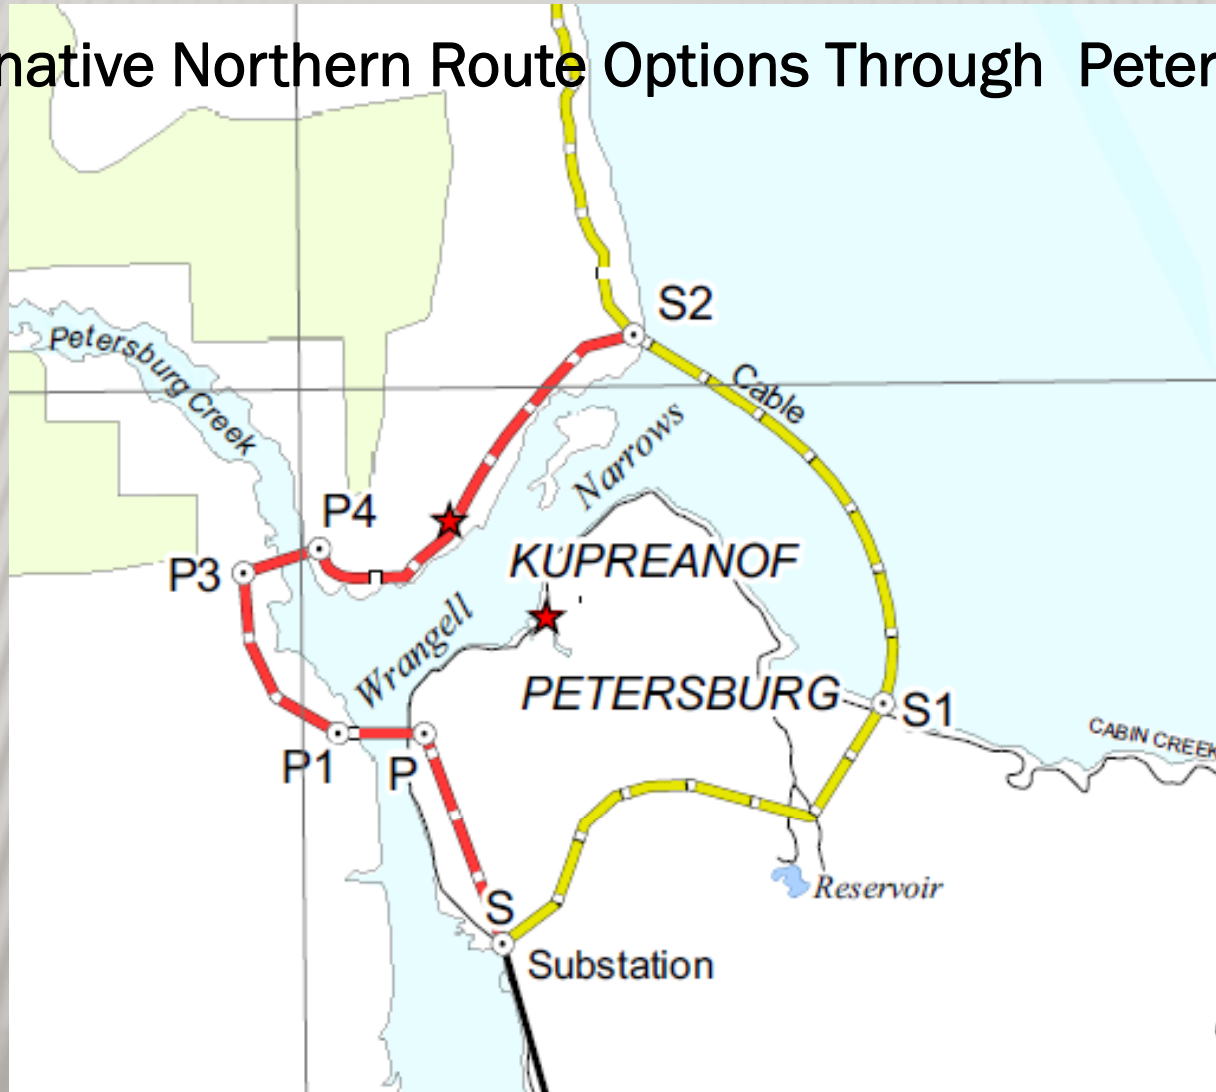 native Northern Route Options Through Peter
S2
Cable
Petersburg Creek
Narrows
P4
KUPREANOF
P3
Wrangell
PETERSBURG
S1
CABIN CREEK
P1
P
Reservoir
S
Substation